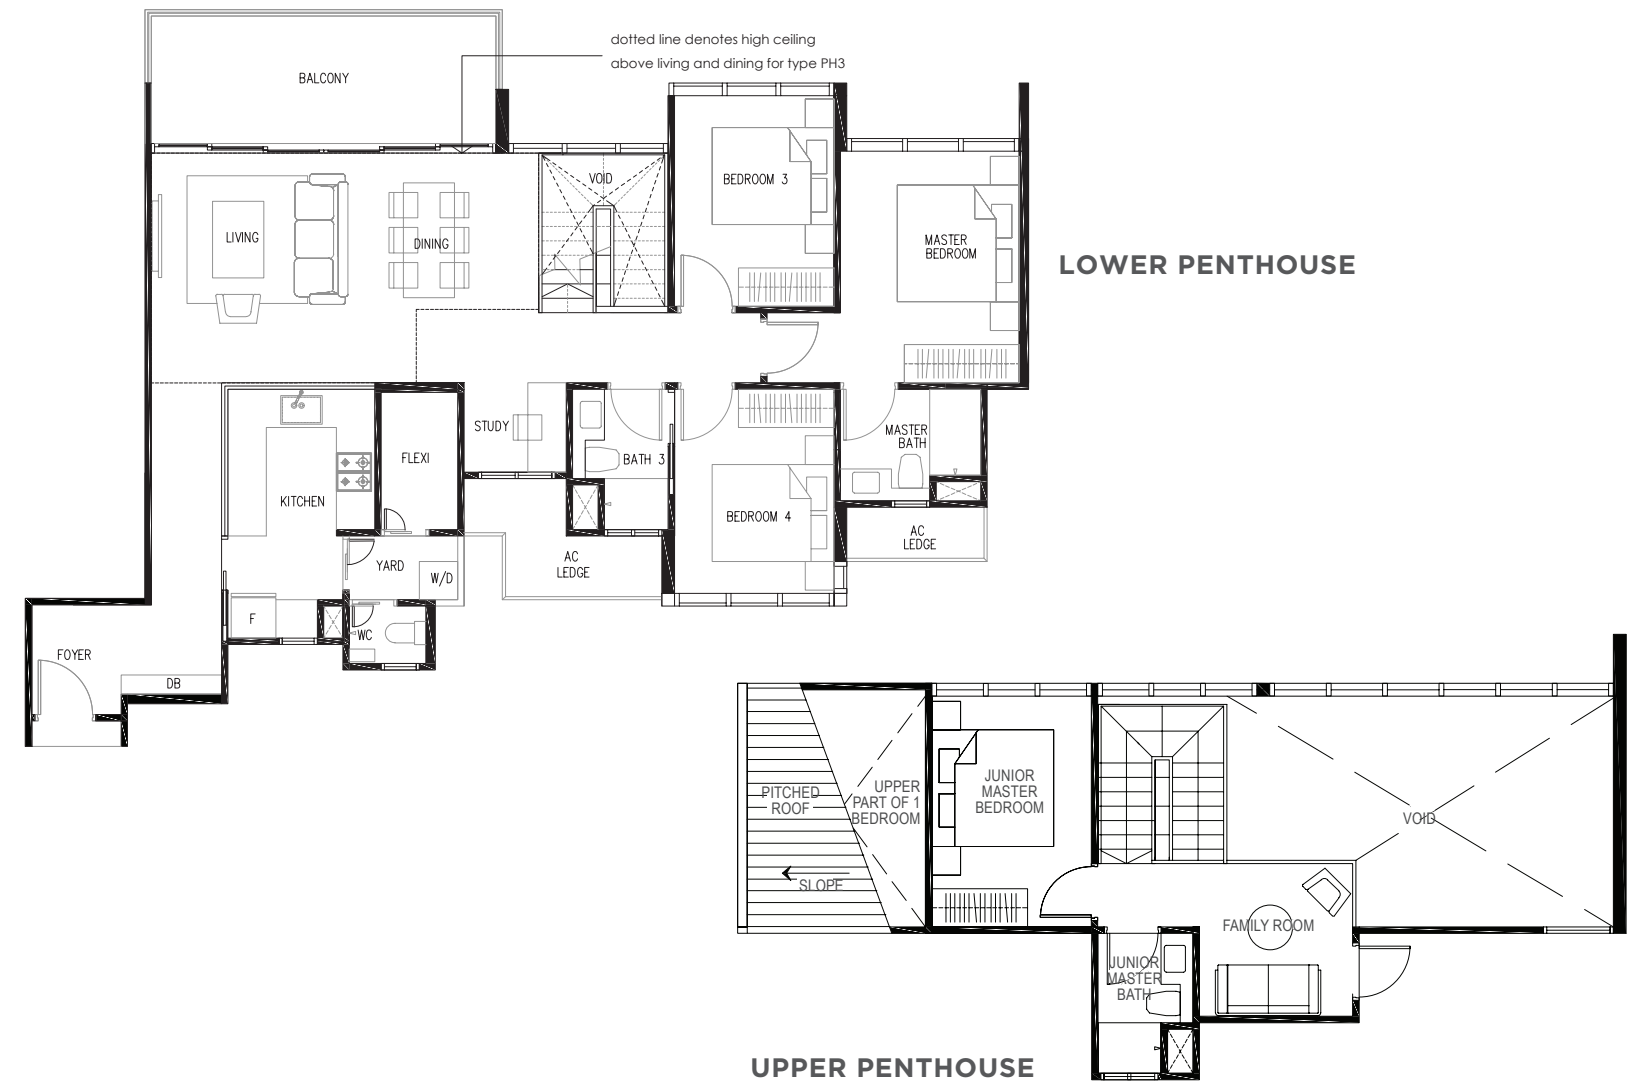 dotted line denotes high ceiling
above living and dining for type PH3
BALCONY
VOID
BEDROOM 3
LIVING
DINING
MASTER
BEDROOM
LOWER PENTHOUSE
STUDY
FLEXI
BATH 3
MASTER
BATH
KITCHEN
BEDROOM 4
AC
LEDGE
AC
LEDGE
YARD
W/D
F
WC
FOYER
DB
PITCHED
ROOF
UPPER
PART OF 1
BEDROOM
JUNIOR
MASTER
BEDROOM
VOID
SLOPE
FAMILY ROOM
JUNIOR
MASTER
BATH
UPPER PENTHOUSE